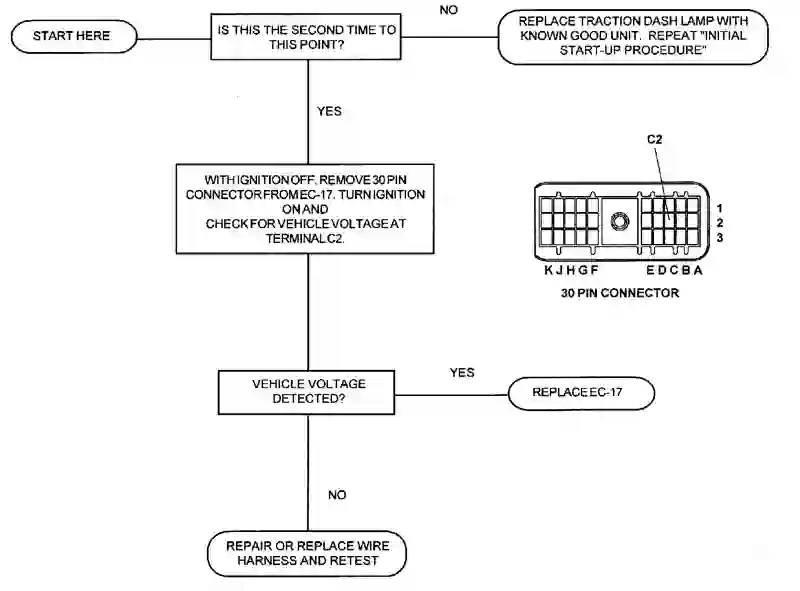 START HERE
IS THIS THE SECOND TIME TO
THIS POINT?
NO
REPLACE TRACTION DASH LAMP WITH
KNOWN GOOD UNIT. REPEAT "INITIAL
START-UP PROCEDURE"
YES
WITH IGNITION OFF. REMOVE 30 PIN
CONNECTOR FROM EC-17. TURN IGNITION
ON AND
CHECK FOR VEHICLE VOLTAGE AT
TERMINAL C2.
C2
1
2
3
K J H G F E D C B A
30 PIN CONNECTOR
VEHICLE VOLTAGE
DETECTED?
YES
REPLACE EC-17
NO
REPAIR OR REPLACE WIRE
HARNESS AND RETEST